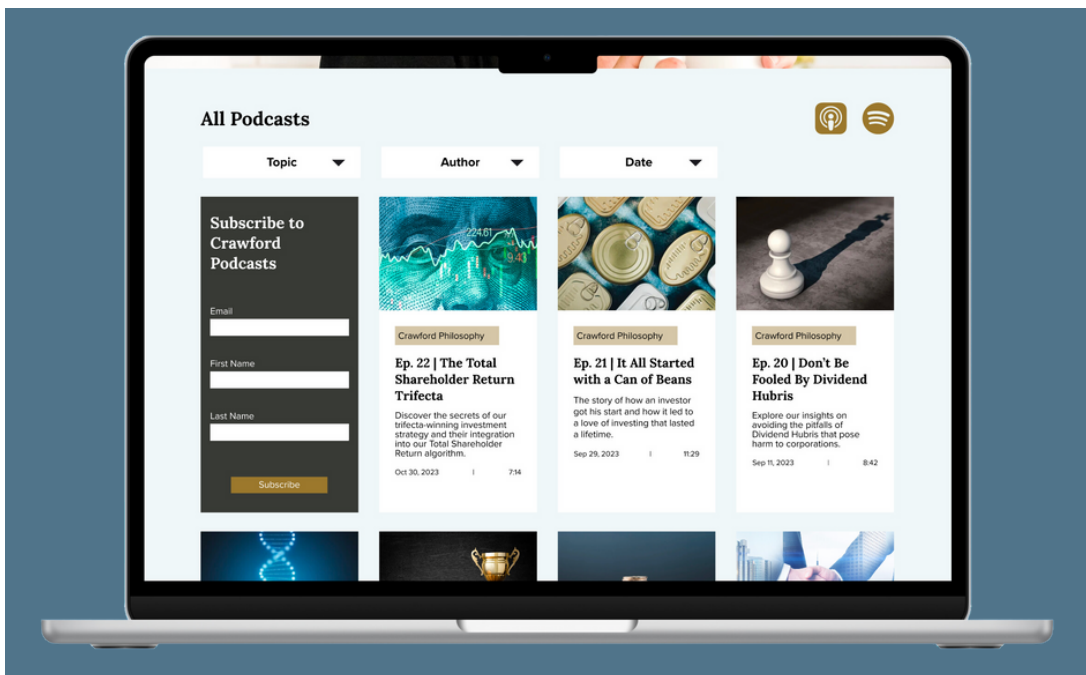 All Podcasts
Topic
Author
Date
Subscribe to
Crawford
Podcasts
Email
First Name
Last Name
Subscribe
224.61
9.43
Crawford Philosophy
Ep. 22 | The Total
Shareholder Return
Trifecta
Discover the secrets of our
trifecta-winning investment
strategy and their integration
into our Total Shareholder
Return algorithm.
Oct 30, 2023 | 7:14
Crawford Philosophy
Ep. 21 | It All Started
with a Can of Beans
The story of how an investor
got his start and how it led to
a love of investing that lasted
a lifetime.
Sep 29, 2023 | 11:29
Crawford Philosophy
Ep. 20 | Don’t Be
Fooled By Dividend
Hubris
Explore our insights on
avoiding the pitfalls of
Dividend Hubris that pose
harm to corporations.
Sep 11, 2023 | 8:42